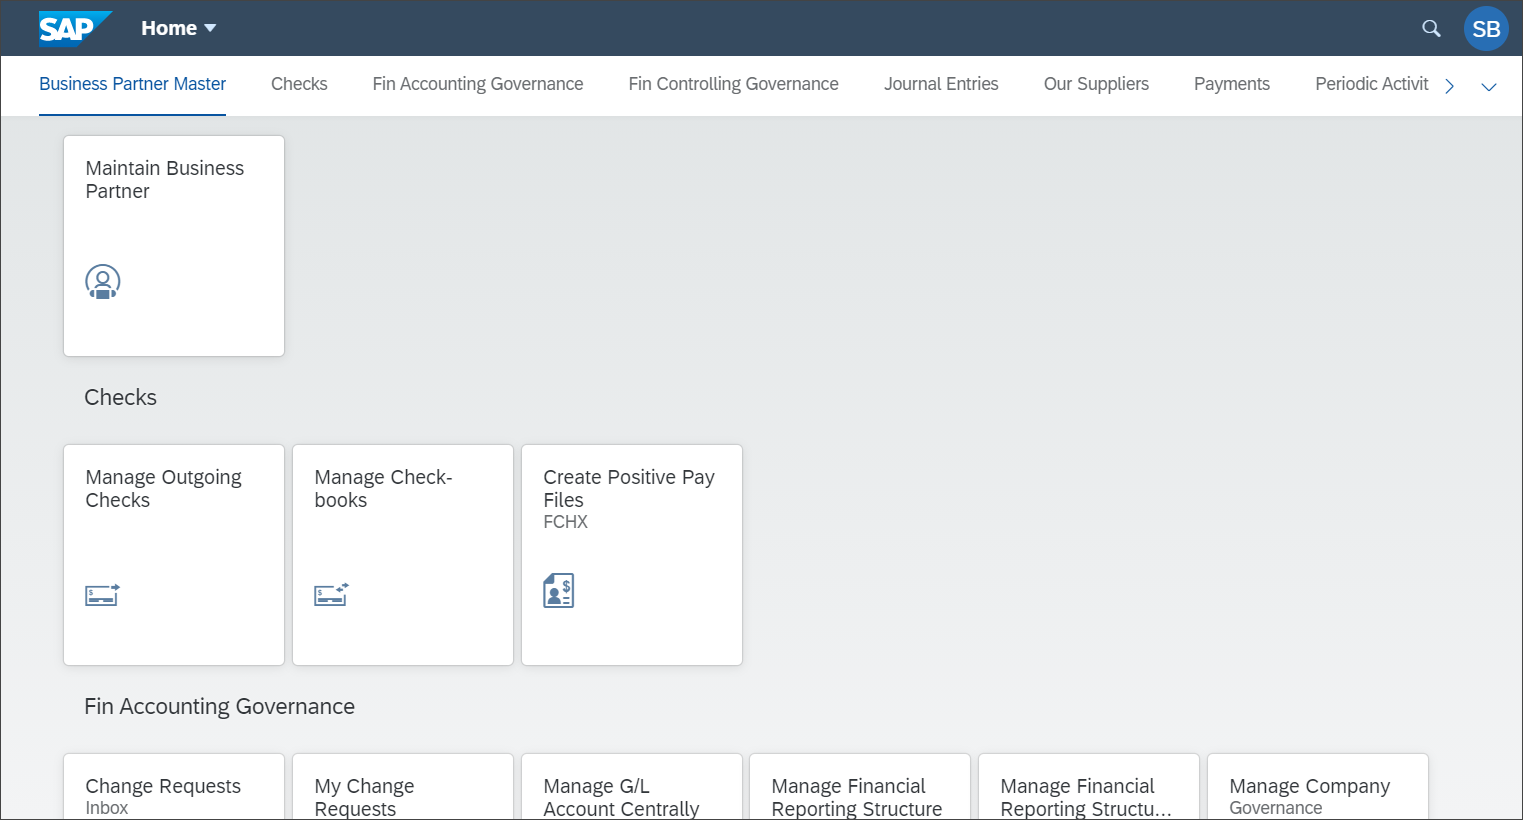 SAP Home SB
Business Partner Master Checks Fin Accounting Governance Fin Controlling Governance Journal Entries Our Suppliers Payments Periodic Activit
Maintain Business
Partner
Checks
Manage Outgoing
Checks
Manage Check-
books
Create Positive Pay
Files
FCHX
Fin Accounting Governance
Change Requests
Inbox
My Change
Requests
Manage G/L
Account Centrally
Manage Financial
Reporting Structure
Manage Financial
Reporting Structu...
Manage Company
Governance